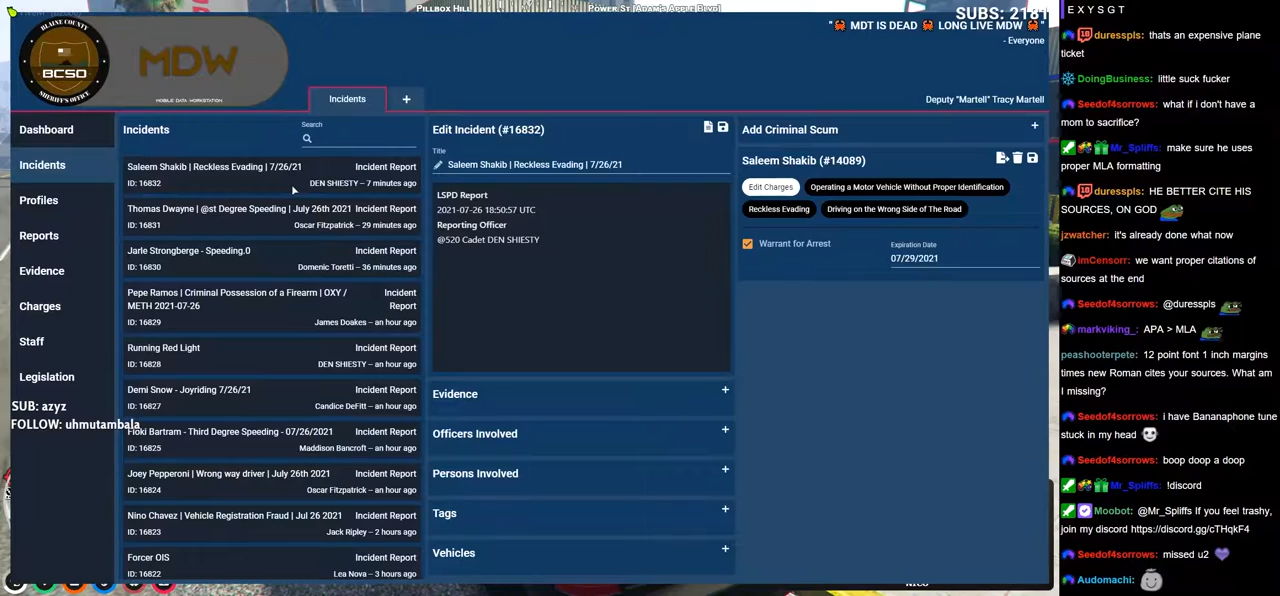 PILLBOX HILL
POWER ST [ADAM'S APPLE BLVD]
SUBS: 2181
BLAINE COUNTY
BCSO
SHERIFF'S OFFICE
MDW
MOBILE DATA WORKSTATION
" 🦀 MDT IS DEAD 🦀 LONG LIVE MDW 🦀 "
- Everyone
Incidents
+
Deputy "Martell" Tracy Martell
Dashboard
Incidents
Profiles
Reports
Evidence
Charges
Staff
Legislation
SUB: azyz
FOLLOW: uhmutambala
Incidents
Search
Saleem Shakib | Reckless Evading | 7/26/21 Incident Report
ID: 16832 DEN SHIESTY – 7 minutes ago
Thomas Dwayne | @st Degree Speeding | July 26th 2021 Incident Report
ID: 16831 Oscar Fitzpatrick – 29 minutes ago
Jarle Strongberge - Speeding.0 Incident Report
ID: 16830 Domenic Toretti – 36 minutes ago
Pepe Ramos | Criminal Possession of a Firearm | OXY / Incident
METH 2021-07-26 Report
ID: 16829 James Doakes – an hour ago
Running Red Light Incident Report
ID: 16828 DEN SHIESTY – an hour ago
Demi Snow - Joyriding 7/26/21 Incident Report
ID: 16827 Candice DeFitt – an hour ago
Floki Bartram - Third Degree Speeding - 07/26/2021 Incident Report
ID: 16825 Maddison Bancroft – an hour ago
Joey Pepperoni | Wrong way driver | July 26th 2021 Incident Report
ID: 16824 Oscar Fitzpatrick – an hour ago
Nino Chavez | Vehicle Registration Fraud | Jul 26 2021 Incident Report
ID: 16823 Jack Ripley – 2 hours ago
Forcer OIS Incident Report
ID: 16822 Lea Nova – 3 hours ago
Edit Incident (#16832)
Title
Saleem Shakib | Reckless Evading | 7/26/21
LSPD Report
2021-07-26 18:50:57 UTC
Reporting Officer
@520 Cadet DEN SHIESTY
Evidence +
Officers Involved +
Persons Involved +
Tags +
Vehicles +
Add Criminal Scum +
Saleem Shakib (#14089)
Edit Charges Operating a Motor Vehicle Without Proper Identification
Reckless Evading Driving on the Wrong Side of The Road
Warrant for Arrest
Expiration Date
07/29/2021
E X Y S G T
duresspls: thats an expensive plane
ticket
DoingBusiness: little suck fucker
Seedof4sorrows: what if i don't have a
mom to sacrifice?
Mr_Spliffs: make sure he uses
proper MLA formatting
duresspls: HE BETTER CITE HIS
SOURCES, ON GOD
jzwatcher: it's already done what now
imCensorr: we want proper citations of
sources at the end
Seedof4sorrows: @duresspls
markviking_: APA > MLA
peashooterpete: 12 point font 1 inch margins
times new Roman cites your sources. What am
I missing?
Seedof4sorrows: i have Bananaphone tune
stuck in my head
Seedof4sorrows: boop doop a doop
Mr_Spliffs: !discord
Moobot: @Mr_Spliffs If you feel trashy,
join my discord https://discord.gg/cTHqkF4
Seedof4sorrows: missed u2 💜
Audomachi: